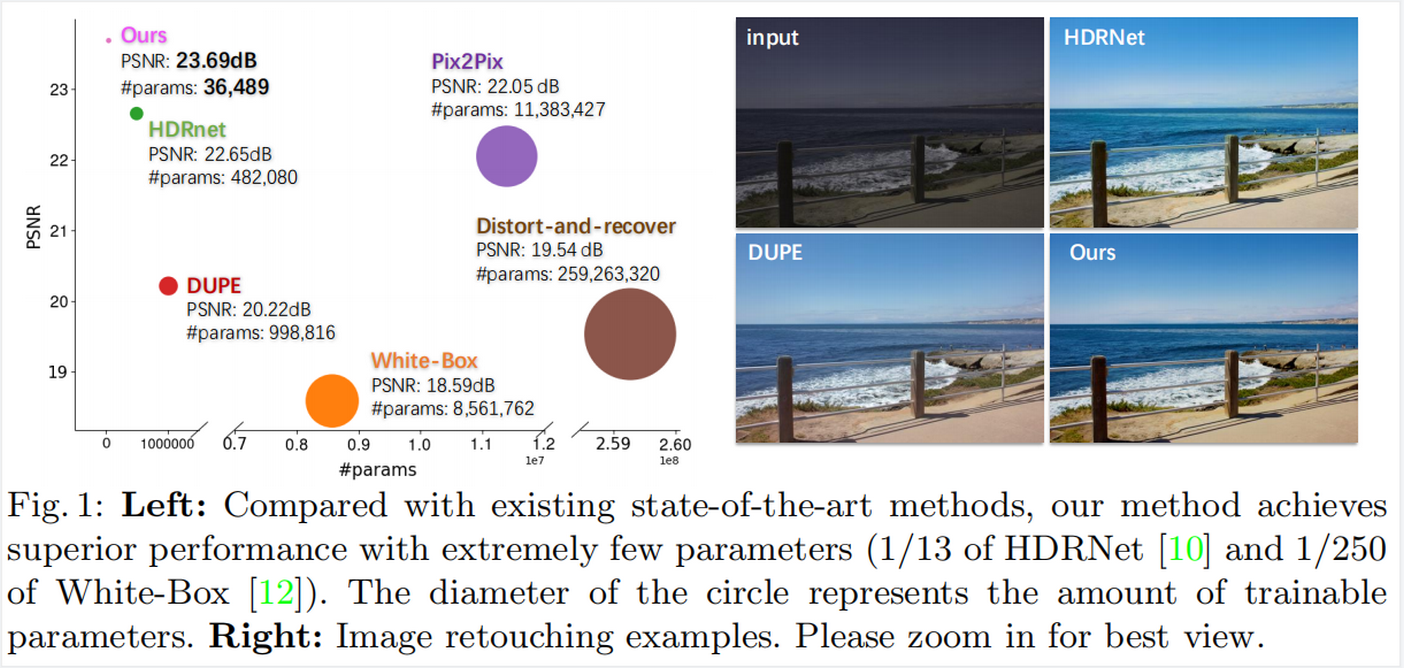 Ours
PSNR: 23.69dB
#params: 36,489
HDRnet
PSNR: 22.65dB
#params: 482,080
Pix2Pix
PSNR: 22.05 dB
#params: 11,383,427
Distort-and-recover
PSNR: 19.54 dB
#params: 259,263,320
DUPE
PSNR: 20.22dB
#params: 998,816
White-Box
PSNR: 18.59dB
#params: 8,561,762
PSNR
23
22
21
20
19
0 1000000 0.7 0.8 0.9 1.0 1.1 1.2 2.59 2.60
1e7 1e8
#params
input
HDRNet
DUPE
Ours
Fig. 1: Left: Compared with existing state-of-the-art methods, our method achieves
superior performance with extremely few parameters (1/13 of HDRNet [10] and 1/250
of White-Box [12]). The diameter of the circle represents the amount of trainable
parameters. Right: Image retouching examples. Please zoom in for best view.